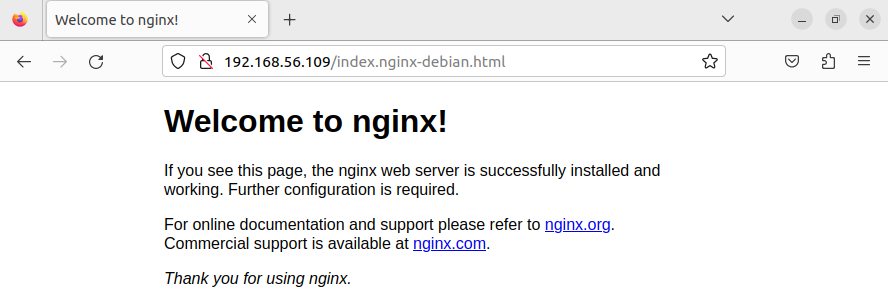 Welcome to nginx!
192.168.56.109/index.nginx-debian.html
Welcome to nginx!
If you see this page, the nginx web server is successfully installed and
working. Further configuration is required.
For online documentation and support please refer to nginx.org.
Commercial support is available at nginx.com.
Thank you for using nginx.